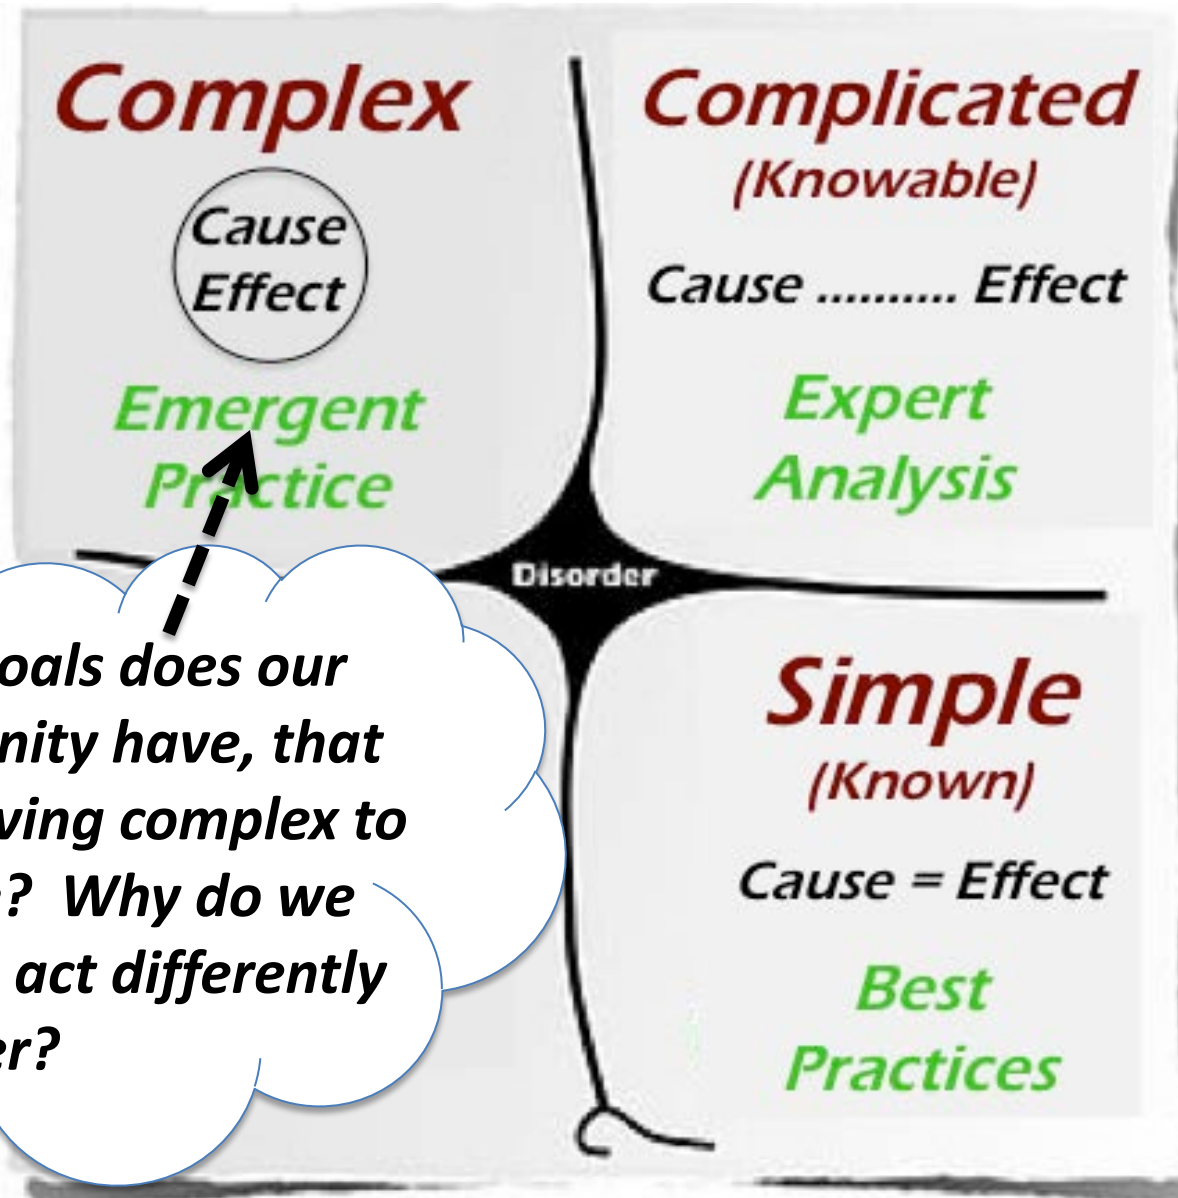 Complex
Cause
Effect
Emergent
Practice
Complicated
(Knowable)
Cause .......... Effect
Expert
Analysis
Disorder
oals does our
nity have, that
ving complex to
? Why do we
act differently
er?
Simple
(Known)
Cause = Effect
Best
Practices